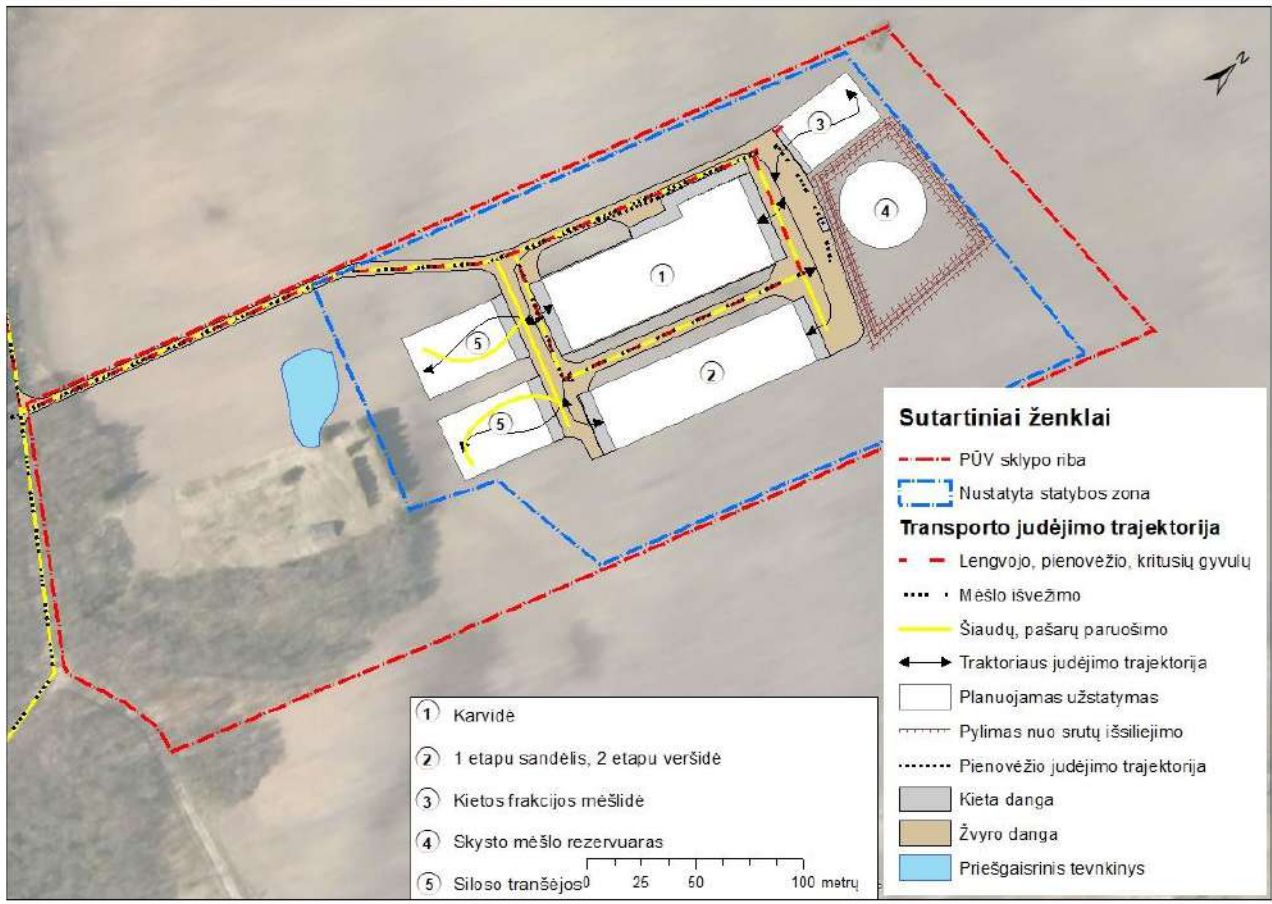 N
3
4
1
5
2
5
Sutartiniai ženklai
PŪV sklypo riba
Nustatyta statybos zona
Transporto judėjimo trajektorija
Lengvojo, pienovėžio, kritusių gyvulų
Mėšlo išvežimo
Šiaudų, pašarų paruošimo
Traktoriaus judėjimo trajektorija
Planuojamas užstatymas
Pylimas nuo srutų išsiliejimo
Pienovėžio judėjimo trajektorija
Kieta danga
Žvyro danga
Priešgaisrinis tevnkinys
1 Karvidė
2 1 etapu sandėlis, 2 etapu veršidė
3 Kietos frakcijos mėšlidė
4 Skysto mėšlo rezervuaras
5 Siloso tranšėjos
0 25 50 100 metrų